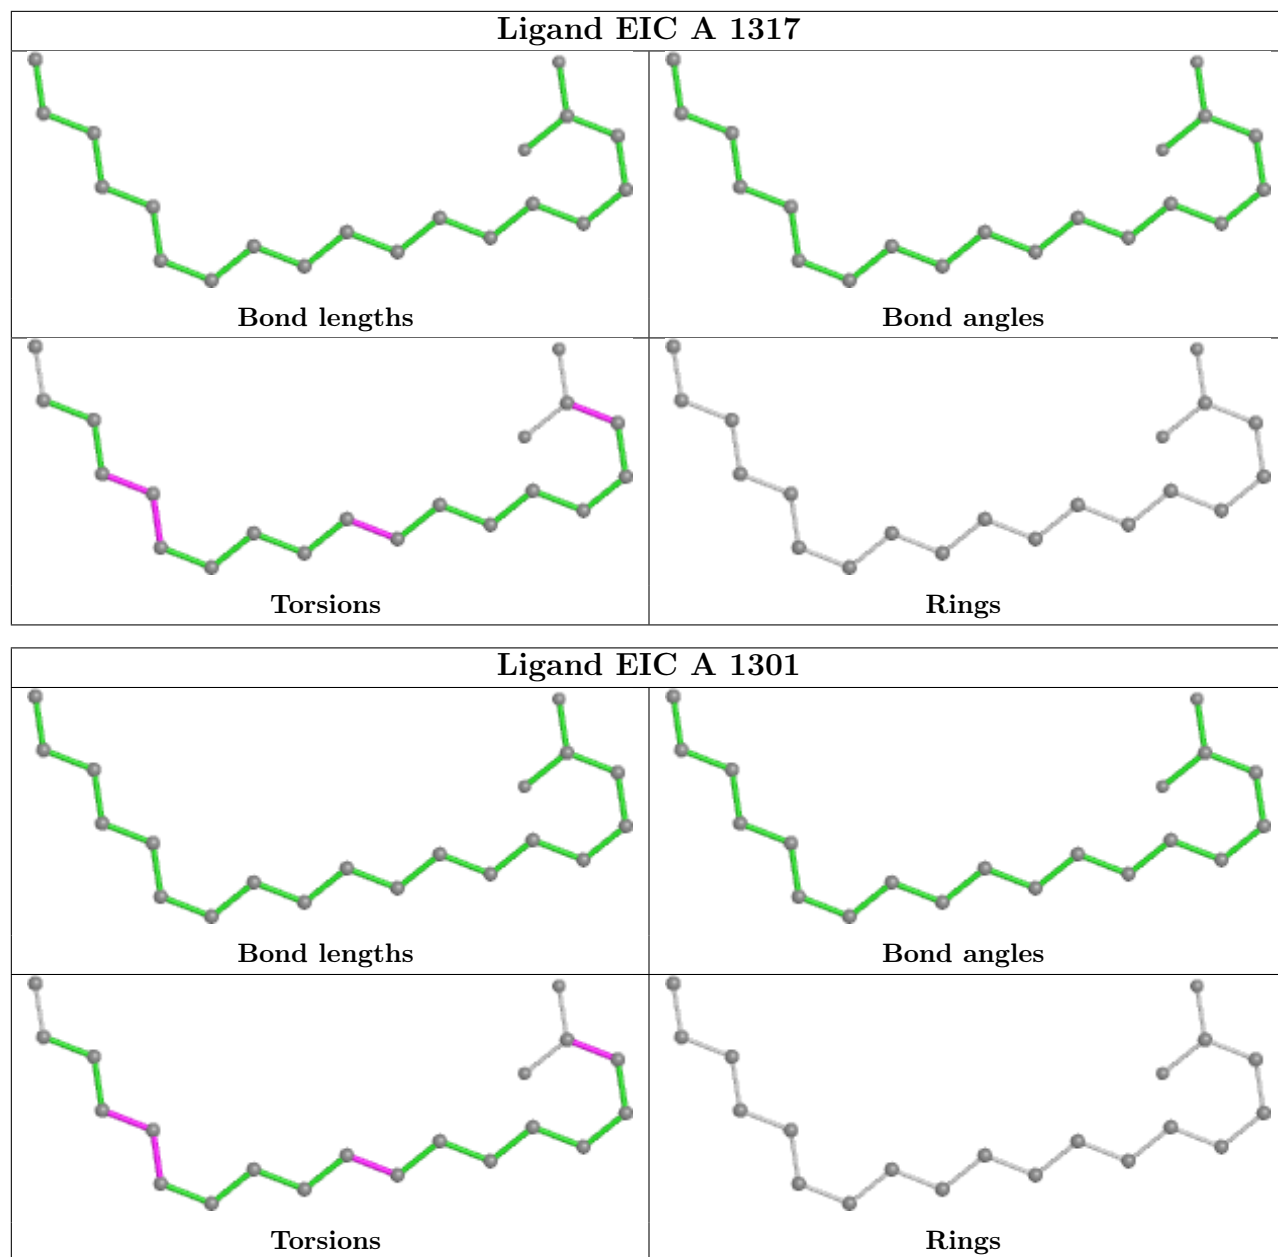 Ligand EIC A 1317
Bond lengths
Bond angles
Torsions
Rings
Ligand EIC A 1301
Bond lengths
Bond angles
Torsions
Rings